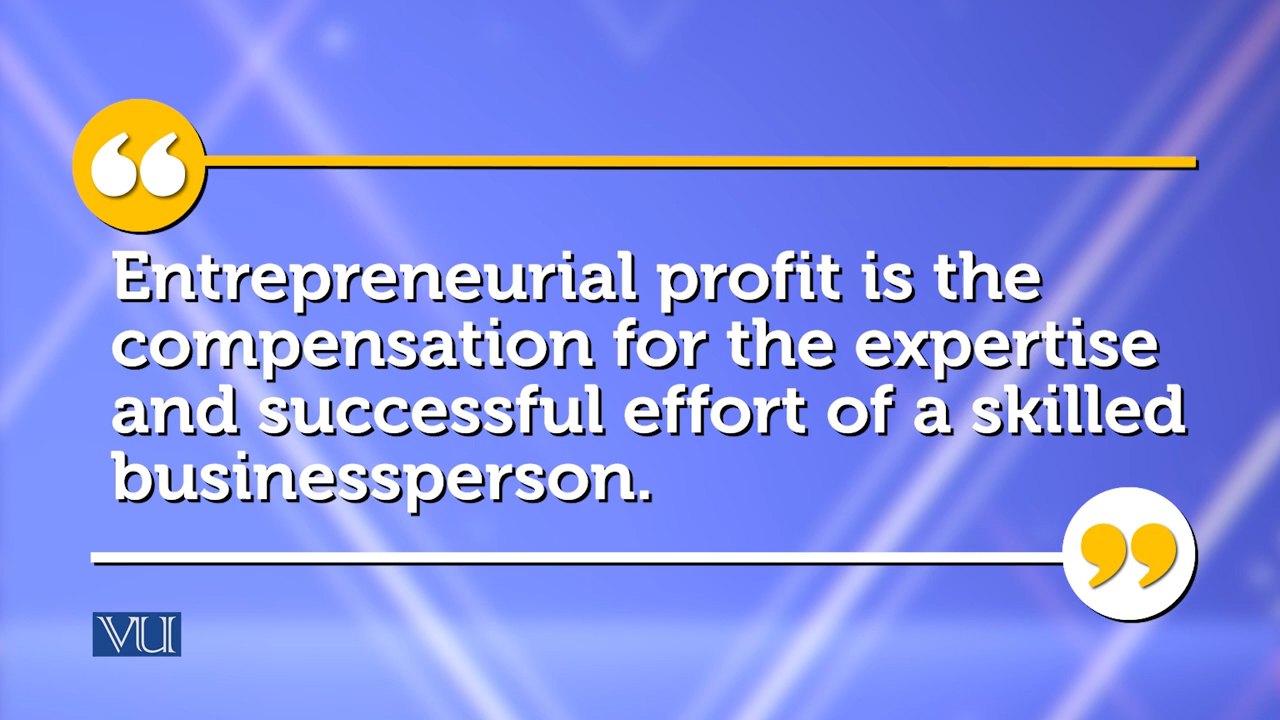 Entrepreneurial profit is the
compensation for the expertise
and successful effort of a skilled
businessperson.
VU